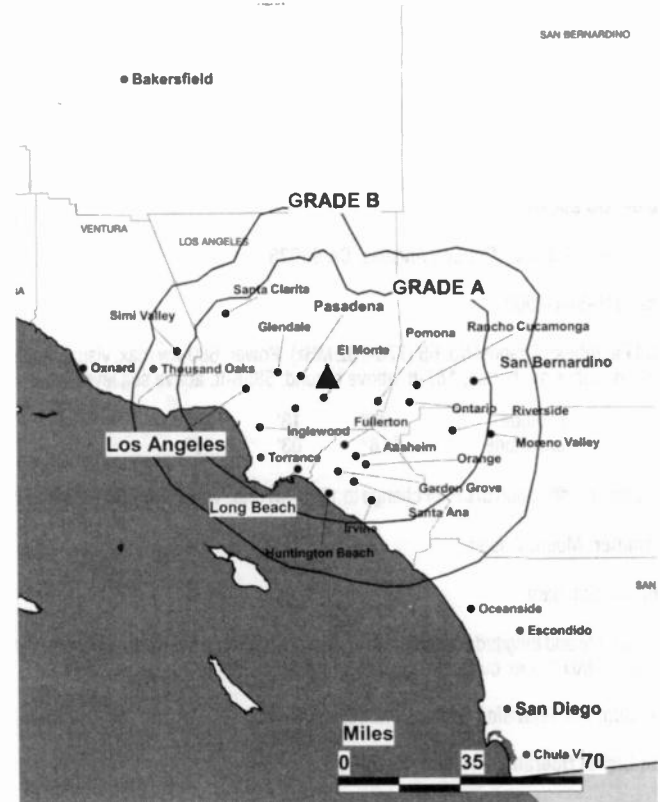 SAN BERNARDINO
Bakersfield
GRADE B
VENTURA
LOS ANGELES
GRADE A
Santa Clarita
Pasadena
Simi Valley
Glendale
Pomona
El Monte
Rancho Cucamonga
Oxnard
Thousand Oaks
San Bernardino
Ontario
Riverside
Fullerton
Inglewood
Los Angeles
Anaheim
Moreno Valley
Torrance
Orange
Garden Grove
Long Beach
Santa Ana
Irvine
Huntington Beach
SAN
Oceanside
Escondido
San Diego
Miles
Chula V
0
35
70